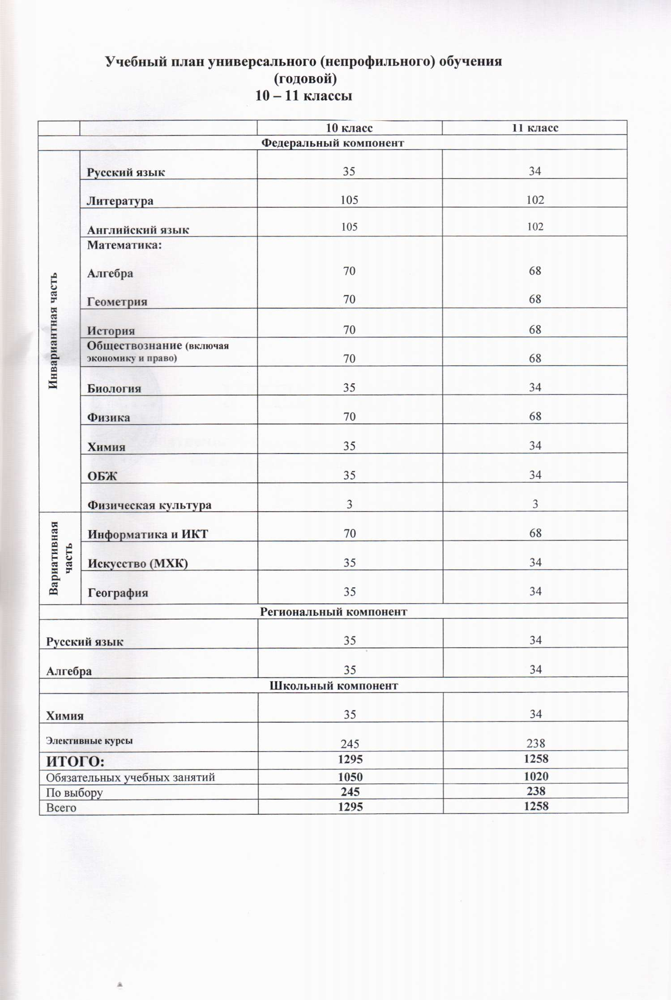 Учебный план универсального (непрофильного) обучения
(годовой)
10 – 11 классы
10 класс 11 класс
Федеральный компонент
Инвариантная часть
Русский язык 35 34
Литература 105 102
Английский язык 105 102
Математика:
Алгебра 70 68
Геометрия 70 68
История 70 68
Обществознание (включая
экономику и право) 70 68
Биология 35 34
Физика 70 68
Химия 35 34
ОБЖ 35 34
Физическая культура 3 3
Вариативная
часть
Информатика и ИКТ 70 68
Искусство (МХК) 35 34
География 35 34
Региональный компонент
Русский язык 35 34
Алгебра 35 34
Школьный компонент
Химия 35 34
Элективные курсы 245 238
ИТОГО: 1295 1258
Обязательных учебных занятий 1050 1020
По выбору 245 238
Всего 1295 1258